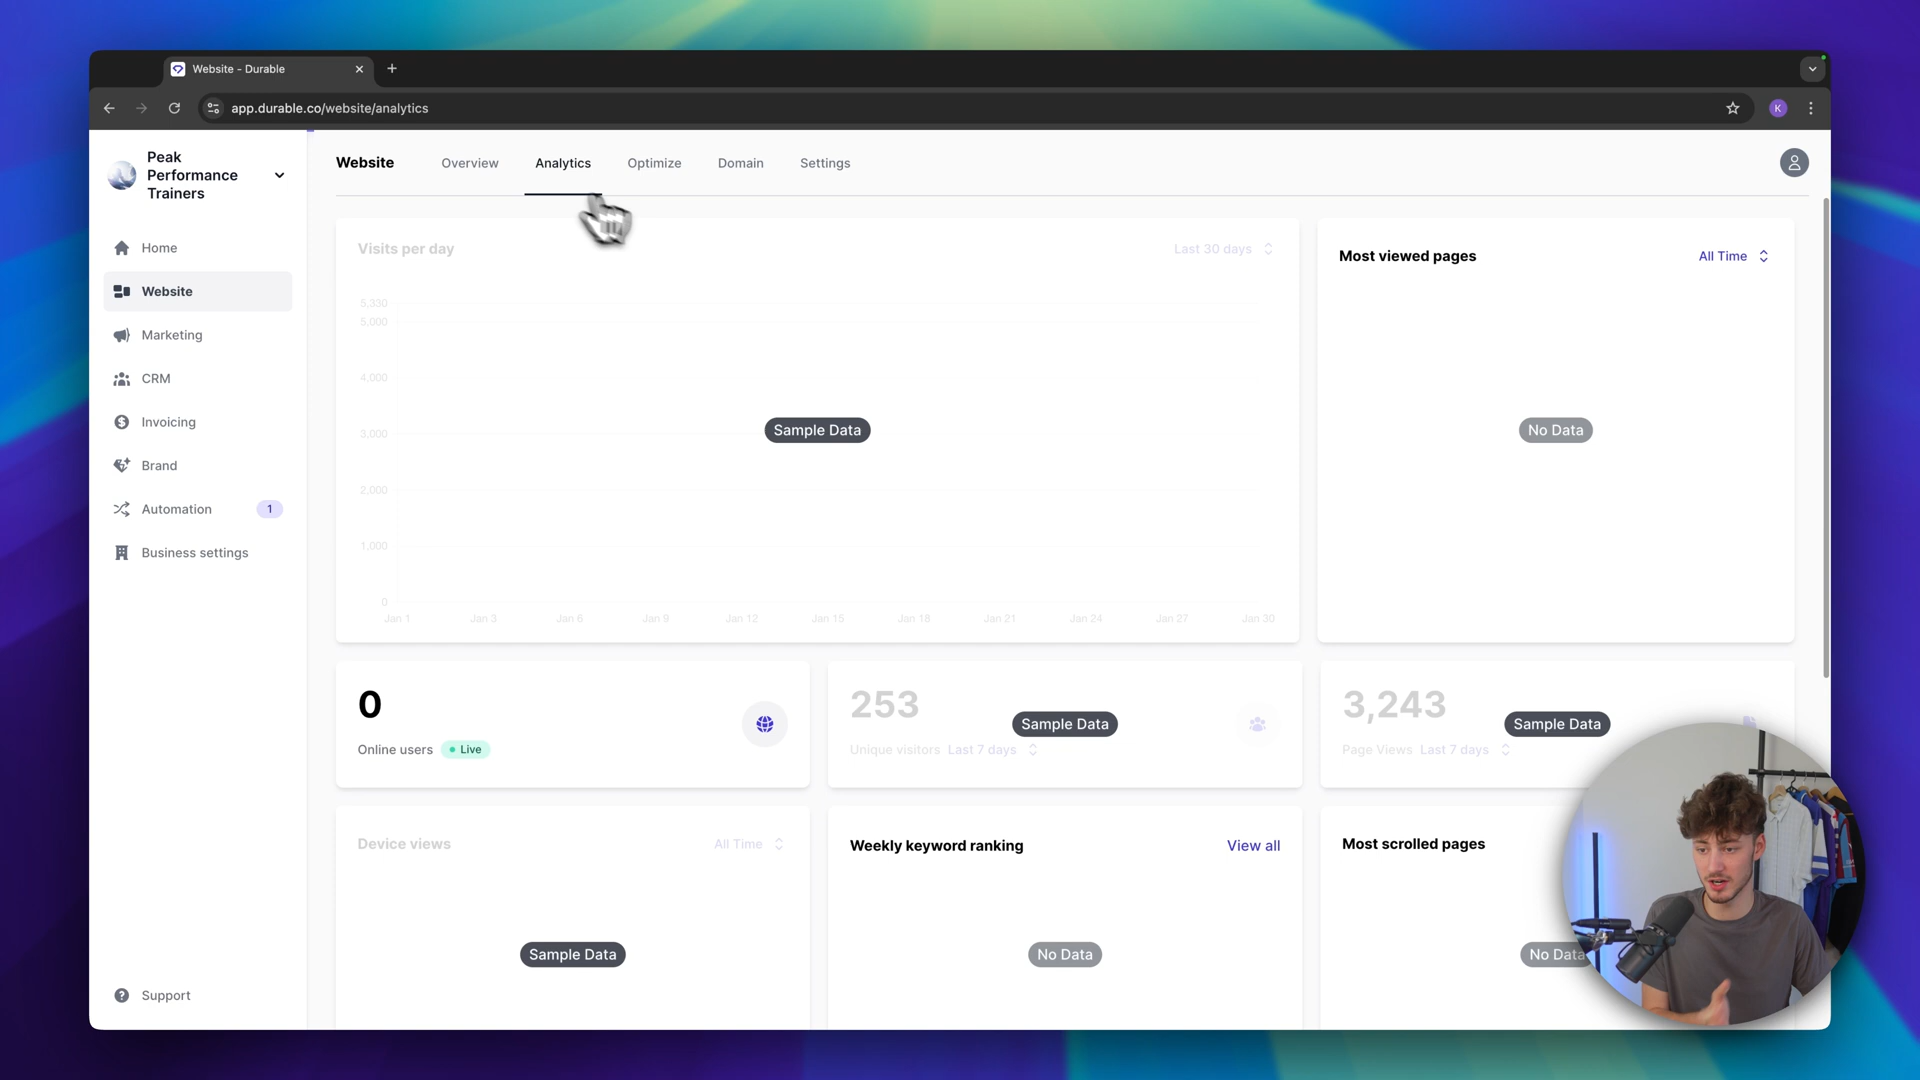 Website - Durable
app.durable.co/website/analytics
K
Peak
Performance
Trainers
Home
Website
Marketing
CRM
Invoicing
Brand
Automation 1
Business settings
Support
Website Overview Analytics Optimize Domain Settings
Visits per day Last 30 days
5,330
5,000
4,000
3,000
2,000
1,000
0
Jan 1 Jan 3 Jan 6 Jan 9 Jan 12 Jan 15 Jan 18 Jan 21 Jan 24 Jan 27 Jan 30
Sample Data
Most viewed pages All Time
No Data
0
Online users Live
253
Sample Data
Unique visitors Last 7 days
3,243
Sample Data
Page Views Last 7 days
Device views All Time
Sample Data
Weekly keyword ranking View all
No Data
Most scrolled pages
No Data